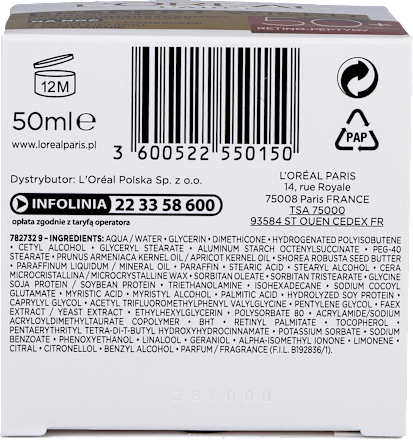 50+
RETINO-PEPTYDY
12M
50ml e
www.lorealparis.pl
3 600522 550150
PAP
Dystrybutor: L'Oréal Polska Sp. z o.o.
INFOLINIA 22 33 58 600
opłata zgodnie z taryfą operatora
L'ORÉAL PARIS
14, rue Royale
75008 Paris FRANCE
TSA 75000
93584 ST OUEN CEDEX FR
782732 9 - INGREDIENTS: AQUA / WATER • GLYCERIN • DIMETHICONE • HYDROGENATED POLYISOBUTENE
• CETYL ALCOHOL • GLYCERYL STEARATE • ALUMINUM STARCH OCTENYLSUCCINATE • PEG-40
STEARATE • PRUNUS ARMENIACA KERNEL OIL / APRICOT KERNEL OIL • SHOREA ROBUSTA SEED BUTTER
• PARAFFINUM LIQUIDUM / MINERAL OIL • PARAFFIN • STEARIC ACID • STEARYL ALCOHOL • CERA
MICROCRISTALLINA / MICROCRYSTALLINE WAX • SORBITAN OLEATE • SORBITAN TRISTEARATE • GLYCINE
SOJA PROTEIN / SOYBEAN PROTEIN • TRIETHANOLAMINE • ISOHEXADECANE • SODIUM COCOYL
GLUTAMATE • MYRISTIC ACID • MYRISTYL ALCOHOL • PALMITIC ACID • HYDROLYZED SOY PROTEIN •
CAPRYLYL GLYCOL • ACETYL TRIFLUOROMETHYLPHENYL VALYLGLYCINE • PENTYLENE GLYCOL • FAEX
EXTRACT / YEAST EXTRACT • ETHYLHEXYLGLYCERIN • POLYSORBATE 80 • ACRYLAMIDE/SODIUM
ACRYLOYLDIMETHYLTAURATE COPOLYMER • BHT • RETINYL PALMITATE • TOCOPHEROL •
PENTAERYTHRITYL TETRA-DI-T-BUTYL HYDROXYHYDROCINNAMATE • POTASSIUM SORBATE • SODIUM
BENZOATE • PHENOXYETHANOL • LINALOOL • GERANIOL • ALPHA-ISOMETHYL IONONE • LIMONENE •
CITRAL • CITRONELLOL • BENZYL ALCOHOL • PARFUM / FRAGRANCE (F.I.L. B192836/1).